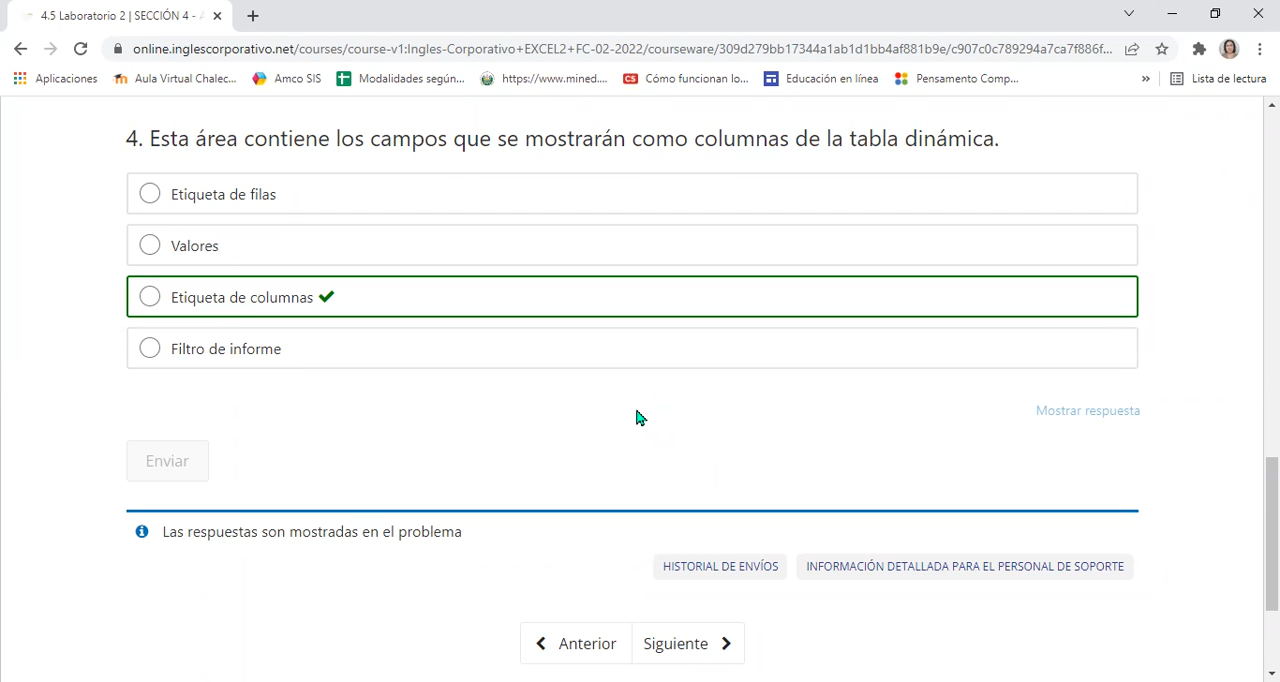 4.5 Laboratorio 2 | SECCIÓN 4 - A
online.inglescorporativo.net/courses/course-v1:Ingles-Corporativo+EXCEL2+FC-02-2022/courseware/309d279bb17344a1ab1d1bb4af881b9e/c907c0c789294a7ca7f886f...
Aplicaciones Aula Virtual Chalec... Amco SIS Modalidades según... https://www.mined.... CS Cómo funcionan lo... Educación en línea Pensamento Comp... » Lista de lectura
4. Esta área contiene los campos que se mostrarán como columnas de la tabla dinámica.
Etiqueta de filas
Valores
Etiqueta de columnas
Filtro de informe
Mostrar respuesta
Enviar
Las respuestas son mostradas en el problema
HISTORIAL DE ENVÍOS INFORMACIÓN DETALLADA PARA EL PERSONAL DE SOPORTE
Anterior Siguiente